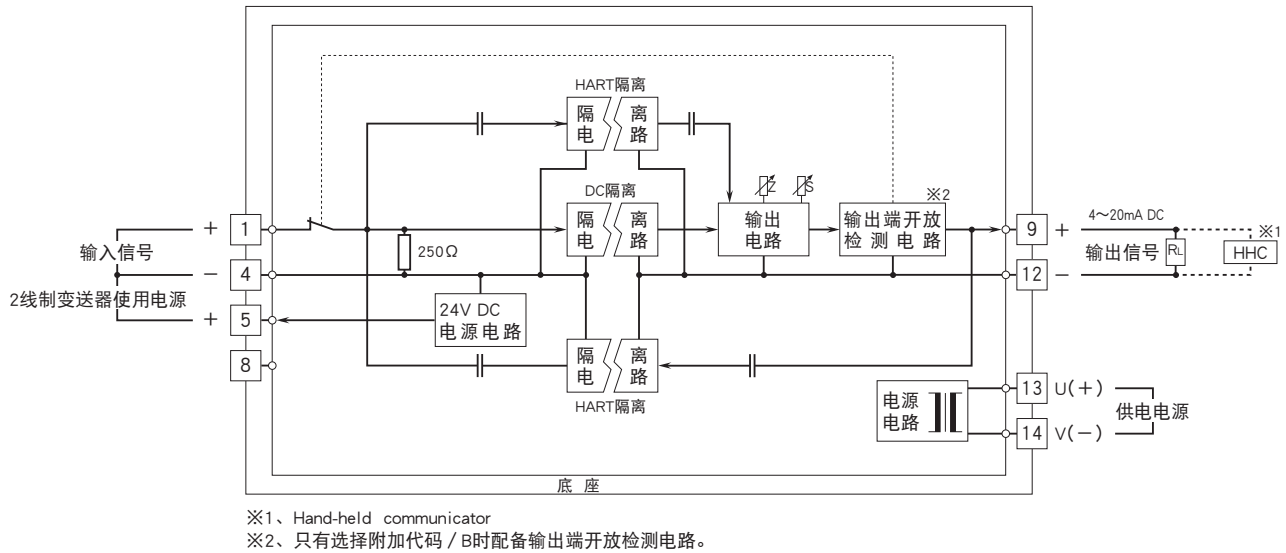 HART隔离
隔
电
离
路
DC隔离
隔
电
离
路
Z
S
※2
输出
电路
输出端开放
检测电路
1
4
5
8
+
−
+
输入信号
2线制变送器使用电源
250Ω
24V DC
电源电路
隔
电
离
路
HART隔离
9
+
12
−
4～20mA DC
输出信号
RL
※1
HHC
电源
电路
13
U(+)
14
V(−)
供电电源
底 座
※1、Hand-held communicator
※2、只有选择附加代码 / B时配备输出端开放检测电路。